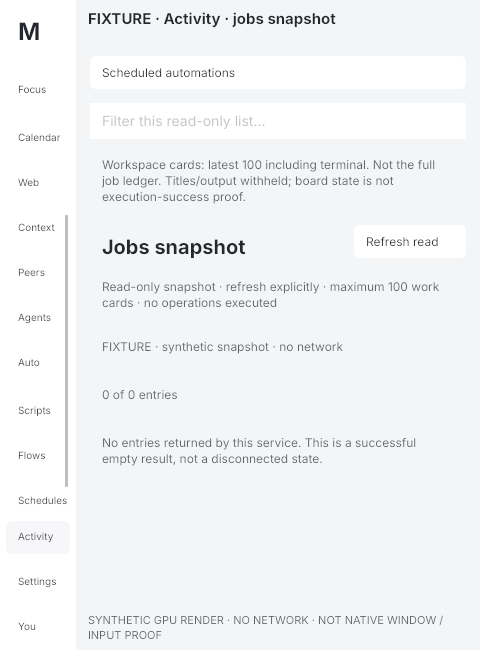 M
Focus
Calendar
Web
Context
Peers
Agents
Auto
Scripts
Flows
Schedules
Activity
Settings
You
FIXTURE · Activity · jobs snapshot
Scheduled automations
Filter this read-only list...
Workspace cards: latest 100 including terminal. Not the full
job ledger. Titles/output withheld; board state is not
execution-success proof.
Jobs snapshot
Refresh read
Read-only snapshot · refresh explicitly · maximum 100 work
cards · no operations executed
FIXTURE · synthetic snapshot · no network
0 of 0 entries
No entries returned by this service. This is a successful
empty result, not a disconnected state.
SYNTHETIC GPU RENDER · NO NETWORK · NOT NATIVE WINDOW /
INPUT PROOF